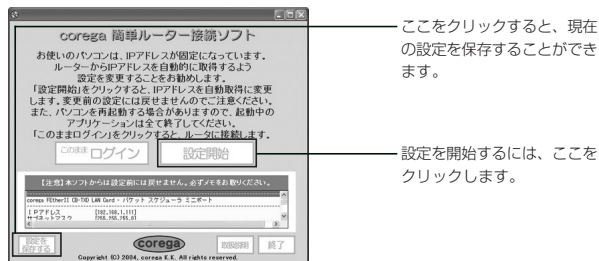 corega 簡単ルーター接続ソフト
お使いのパソコンは、IPアドレスが固定になっています。
ルーターからIPアドレスを自動的に取得するよう
設定を変更することをお勧めします。
「設定開始」をクリックすると、IPアドレスを自動取得に変更
します。変更前の設定には戻せませんのでご注意ください。
また、パソコンを再起動する場合がありますので、起動中の
アプリケーションは全て終了してください。
「このままログイン」をクリックすると、ルータに接続します。
このまま ログイン
設定開始
【注意】本ソフトからは設定前には戻せません。必ずメモをお取りください。
corega FEtherII CB-TXD LAN Card - パケット スケジューラ ミニポート
IPアドレス [192.168.1.111]
サブネットマスク [255.255.255.0]
設定を
保存する
corega
取扱説明
終了
Copyright (C) 2004, corega K.K. All rights reserved.
ここをクリックすると、現在
の設定を保存することができ
ます。
設定を開始するには、ここを
クリックします。